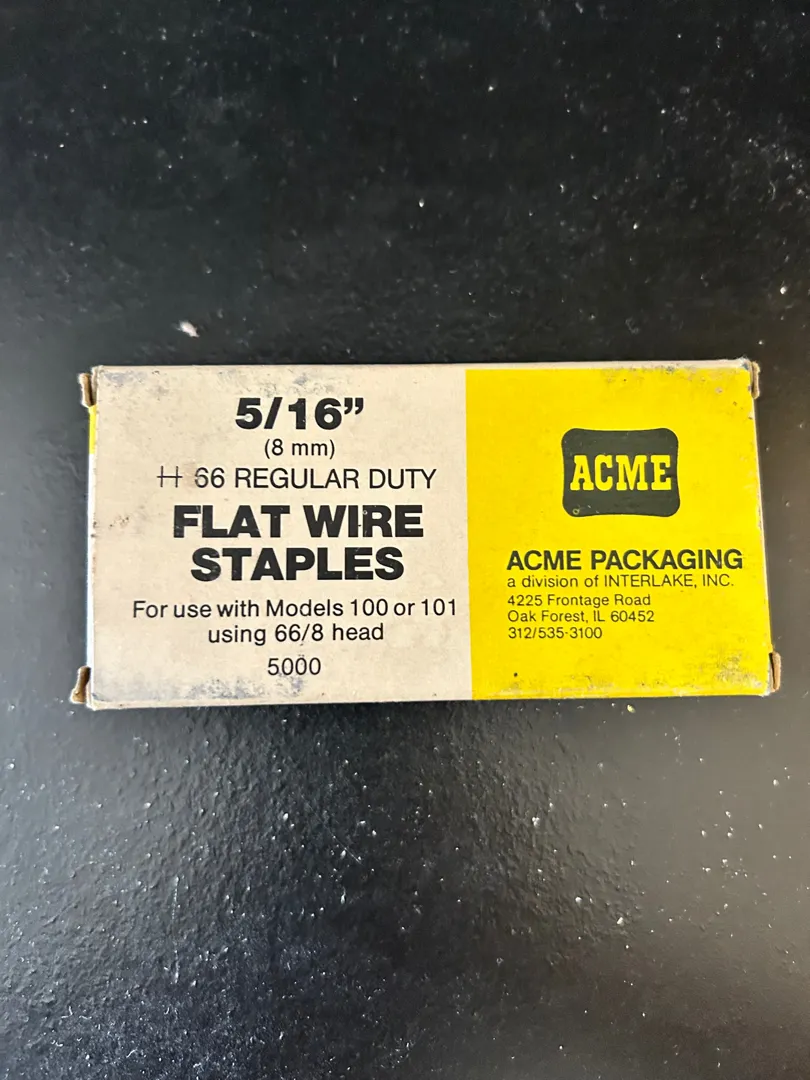 5/16”
(8 mm)
# 66 REGULAR DUTY
FLAT WIRE
STAPLES
For use with Models 100 or 101
using 66/8 head
5000
ACME
ACME PACKAGING
a division of INTERLAKE, INC.
4225 Frontage Road
Oak Forest, IL 60452
312/535-3100